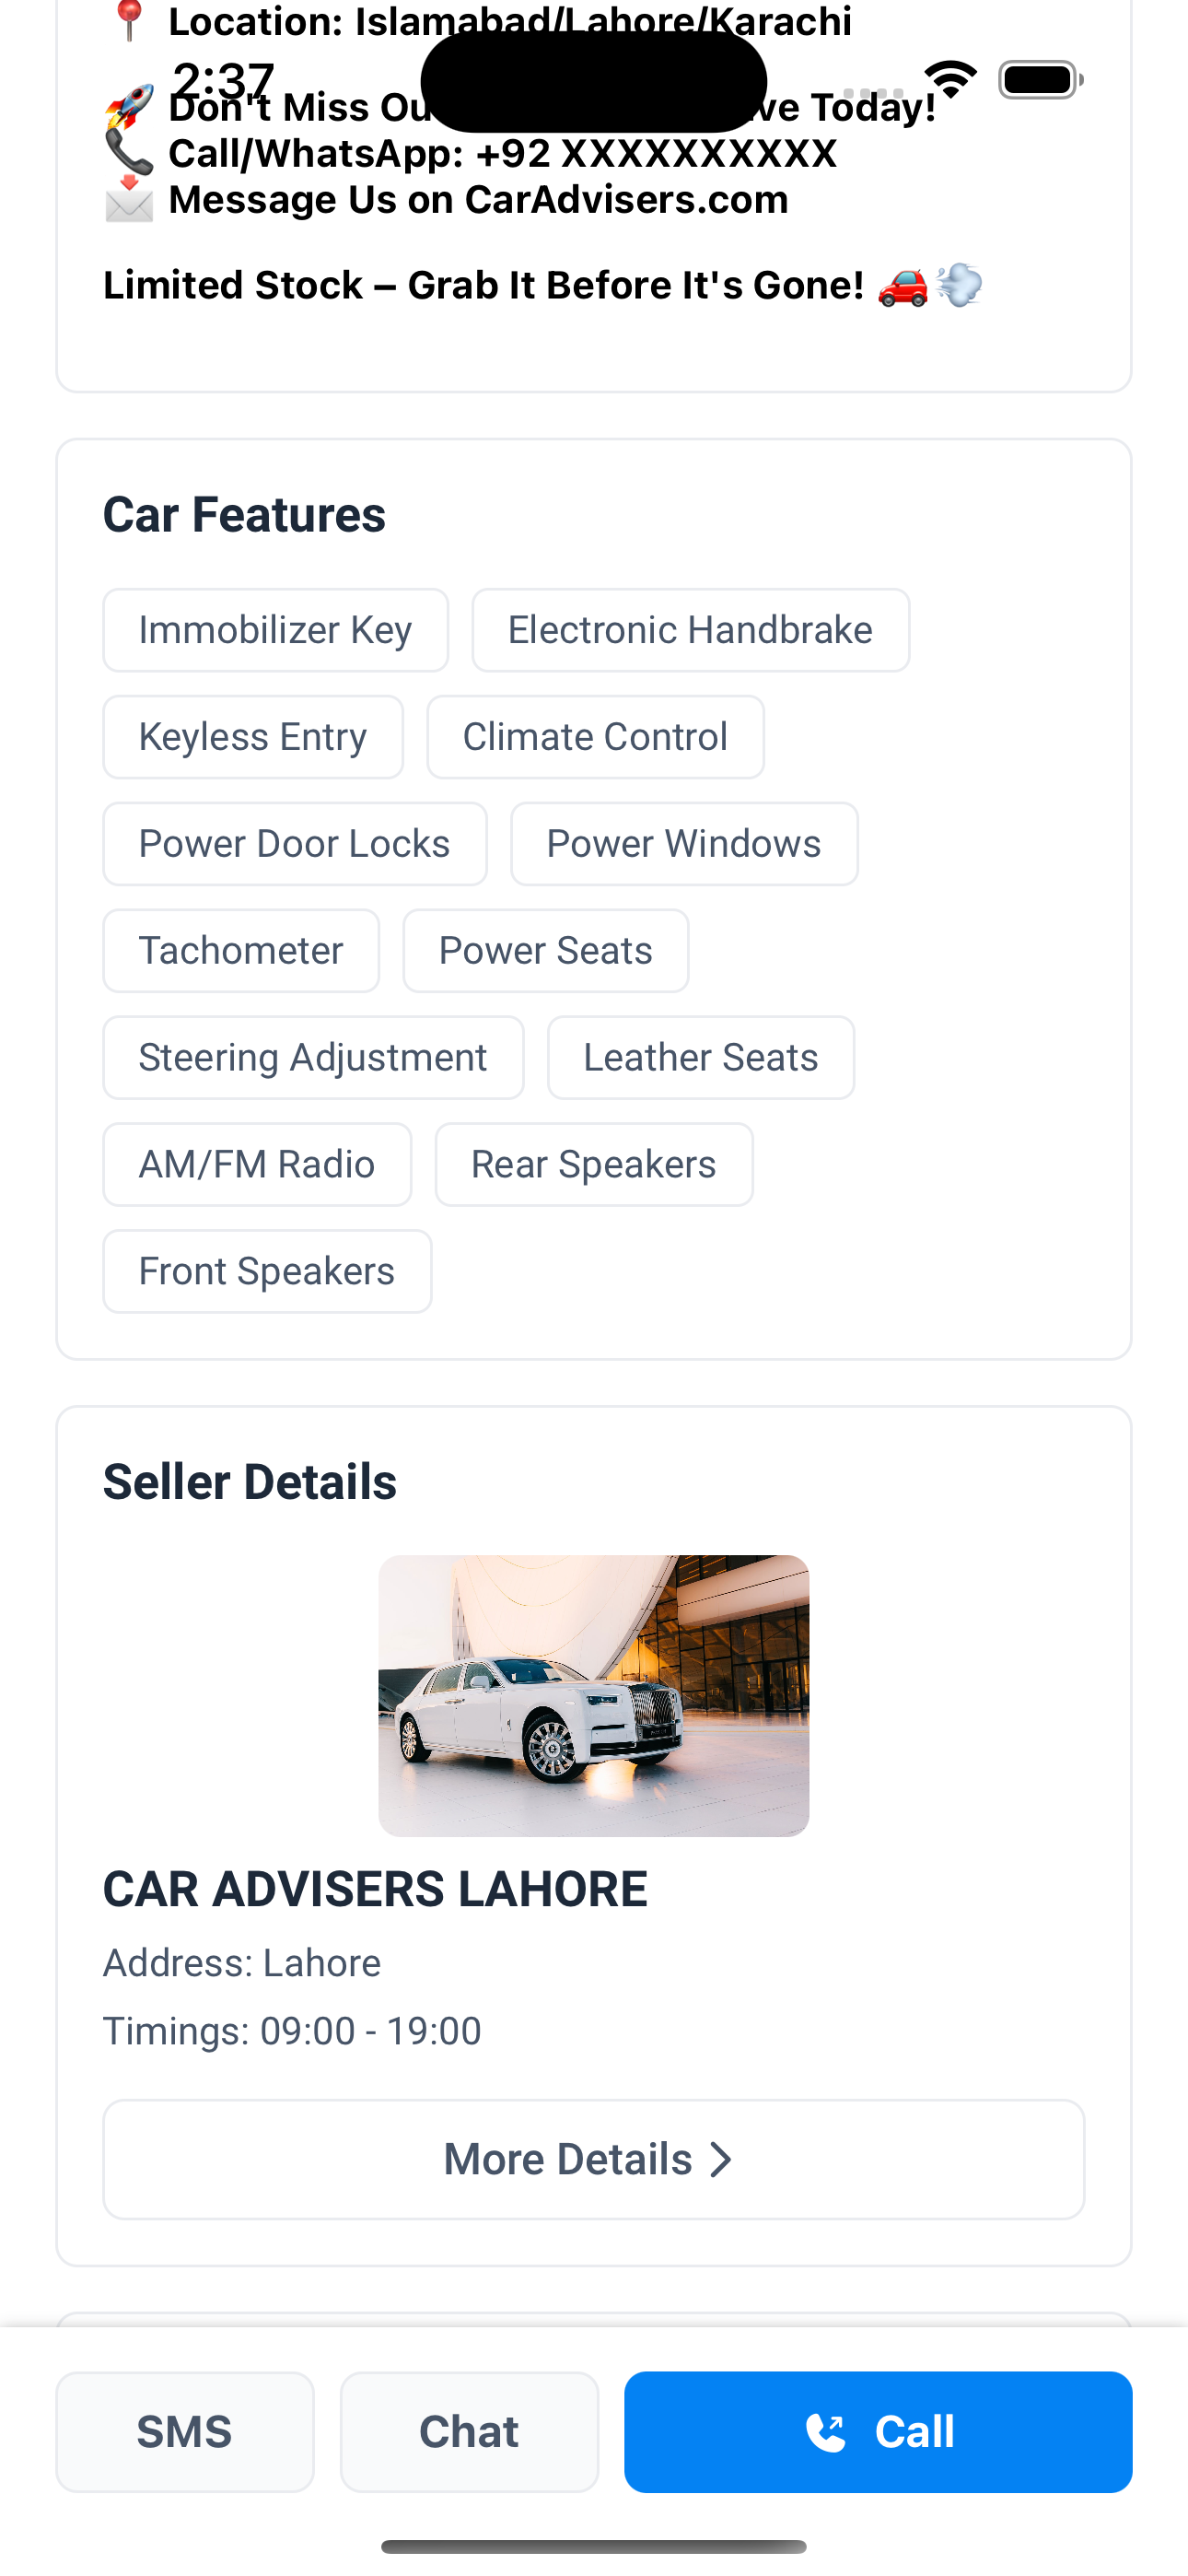 Location: Islamabad/Lahore/Karachi
2:37
Don't Miss Ou ve Today!
Call/WhatsApp: +92 XXXXXXXXXX
Message Us on CarAdvisers.com
Limited Stock – Grab It Before It's Gone!
Car Features
Immobilizer Key Electronic Handbrake
Keyless Entry Climate Control
Power Door Locks Power Windows
Tachometer Power Seats
Steering Adjustment Leather Seats
AM/FM Radio Rear Speakers
Front Speakers
Seller Details
CAR ADVISERS LAHORE
Address: Lahore
Timings: 09:00 - 19:00
More Details
SMS Chat Call